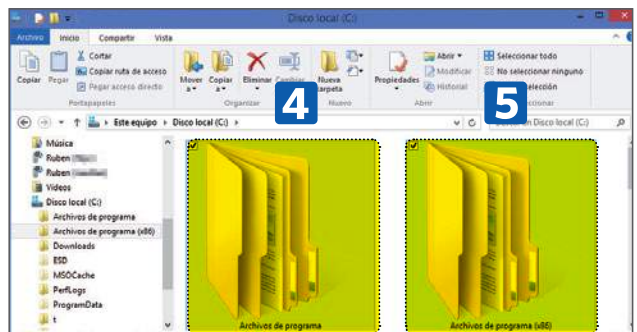 Disco local (C:)
Archivo Inicio Compartir Vista
Copiar
Pegar
Cortar
Copiar ruta de acceso
Pegar acceso directo
Portapapeles
Mover a
Copiar a
Eliminar
Cambiar
Organizar
Nueva carpeta
Nuevo
Propiedades
Abrir
Modificar
Historial
Abrir
Seleccionar todo
No seleccionar ninguno
selección
4
5
Este equipo Disco local (C:)
en Disco local (C:)
Música
Ruben
Ruben
Vídeos
Disco local (C:)
Archivos de programa
Archivos de programa (x86)
Downloads
ESD
MSOCache
PerfLogs
ProgramData
t
Archivos de programa
Archivos de programa (x86)